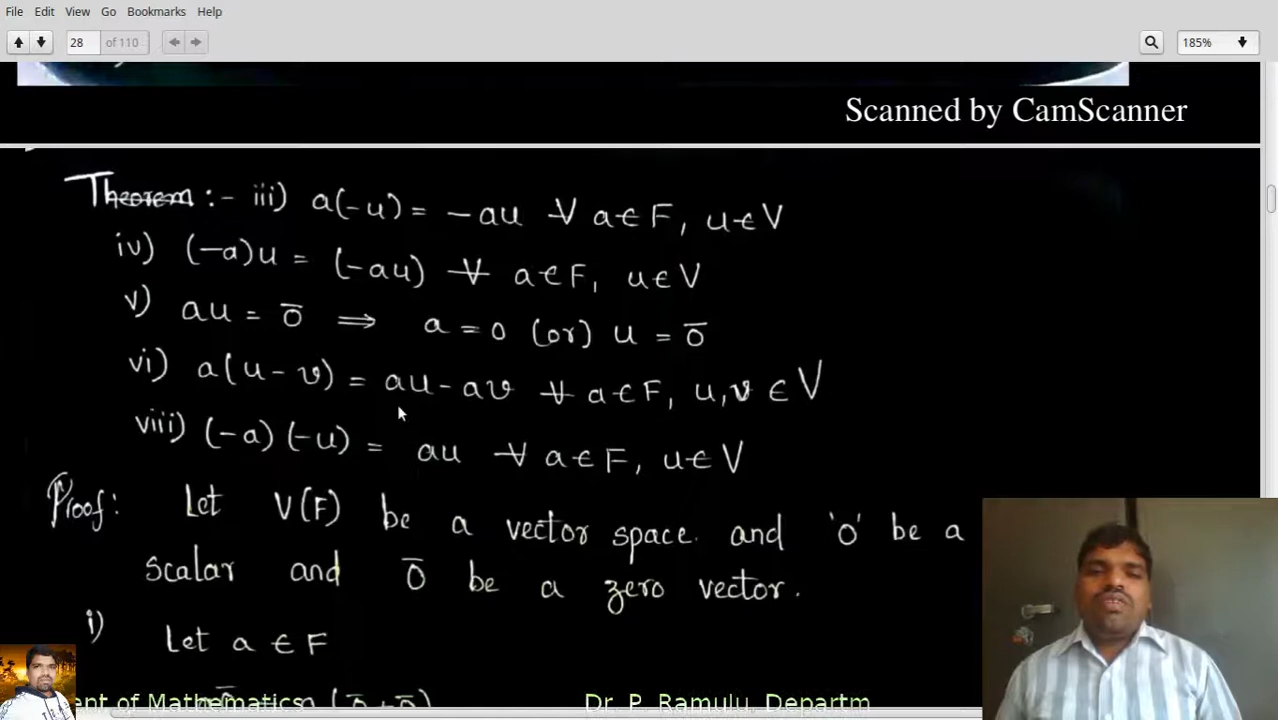 File Edit View Go Bookmarks Help
28 of 110 185%
Scanned by CamScanner
Theorem :- iii) a(-u) = -au ∀ a∈F, u∈V
iv) (-a)u = (-au) ∀ a∈F, u∈V
v) au = o̅ ⟹ a = 0 (or) u = o̅
vi) a(u-v) = au-av ∀ a∈F, u,v ∈ V
viii) (-a)(-u) = au ∀ a∈F, u∈V
Proof: Let V(F) be a vector space. and 'o' be a
scalar and o̅ be a zero vector.
i) Let a ∈ F
ent of Mathematics Dr. P. Ramulu, Departm